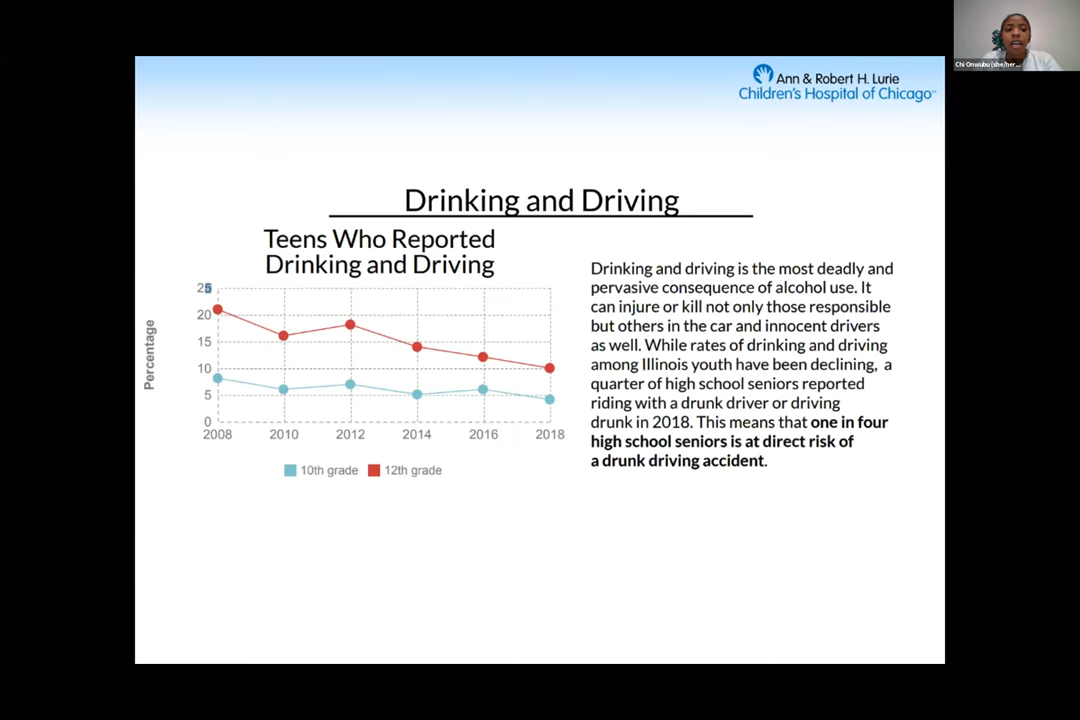 Chi Onwubu (she/her...
Ann & Robert H. Lurie
Children's Hospital of Chicago
Drinking and Driving
Teens Who Reported
Drinking and Driving
25
20
15
10
5
0
Percentage
2008 2010 2012 2014 2016 2018
10th grade 12th grade
Drinking and driving is the most deadly and
pervasive consequence of alcohol use. It
can injure or kill not only those responsible
but others in the car and innocent drivers
as well. While rates of drinking and driving
among Illinois youth have been declining, a
quarter of high school seniors reported
riding with a drunk driver or driving
drunk in 2018. This means that one in four
high school seniors is at direct risk of
a drunk driving accident.